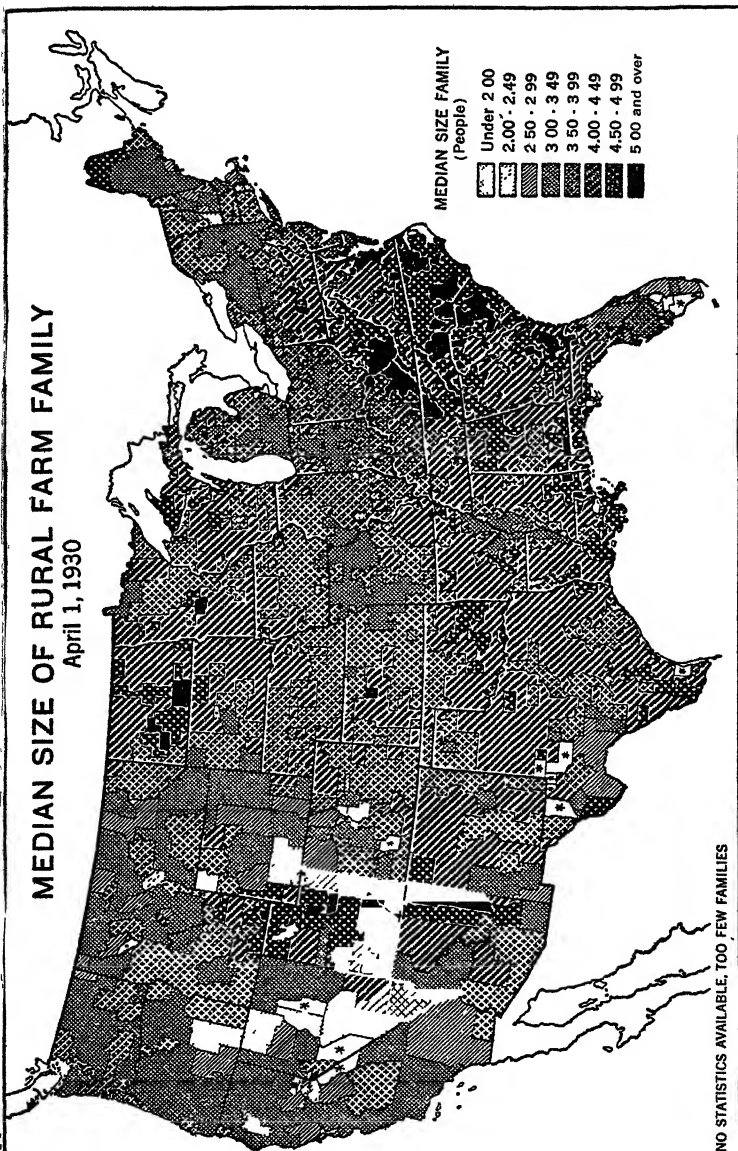 MEDIAN SIZE OF RURAL FARM FAMILY
April 1, 1930
MEDIAN SIZE FAMILY
(People)
Under 2 00
2.00 - 2.49
2 50 - 2 99
3 00 - 3 49
3 50 - 3 99
4.00 - 4 49
4.50 - 4 99
5 00 and over
NO STATISTICS AVAILABLE, TOO FEW FAMILIES